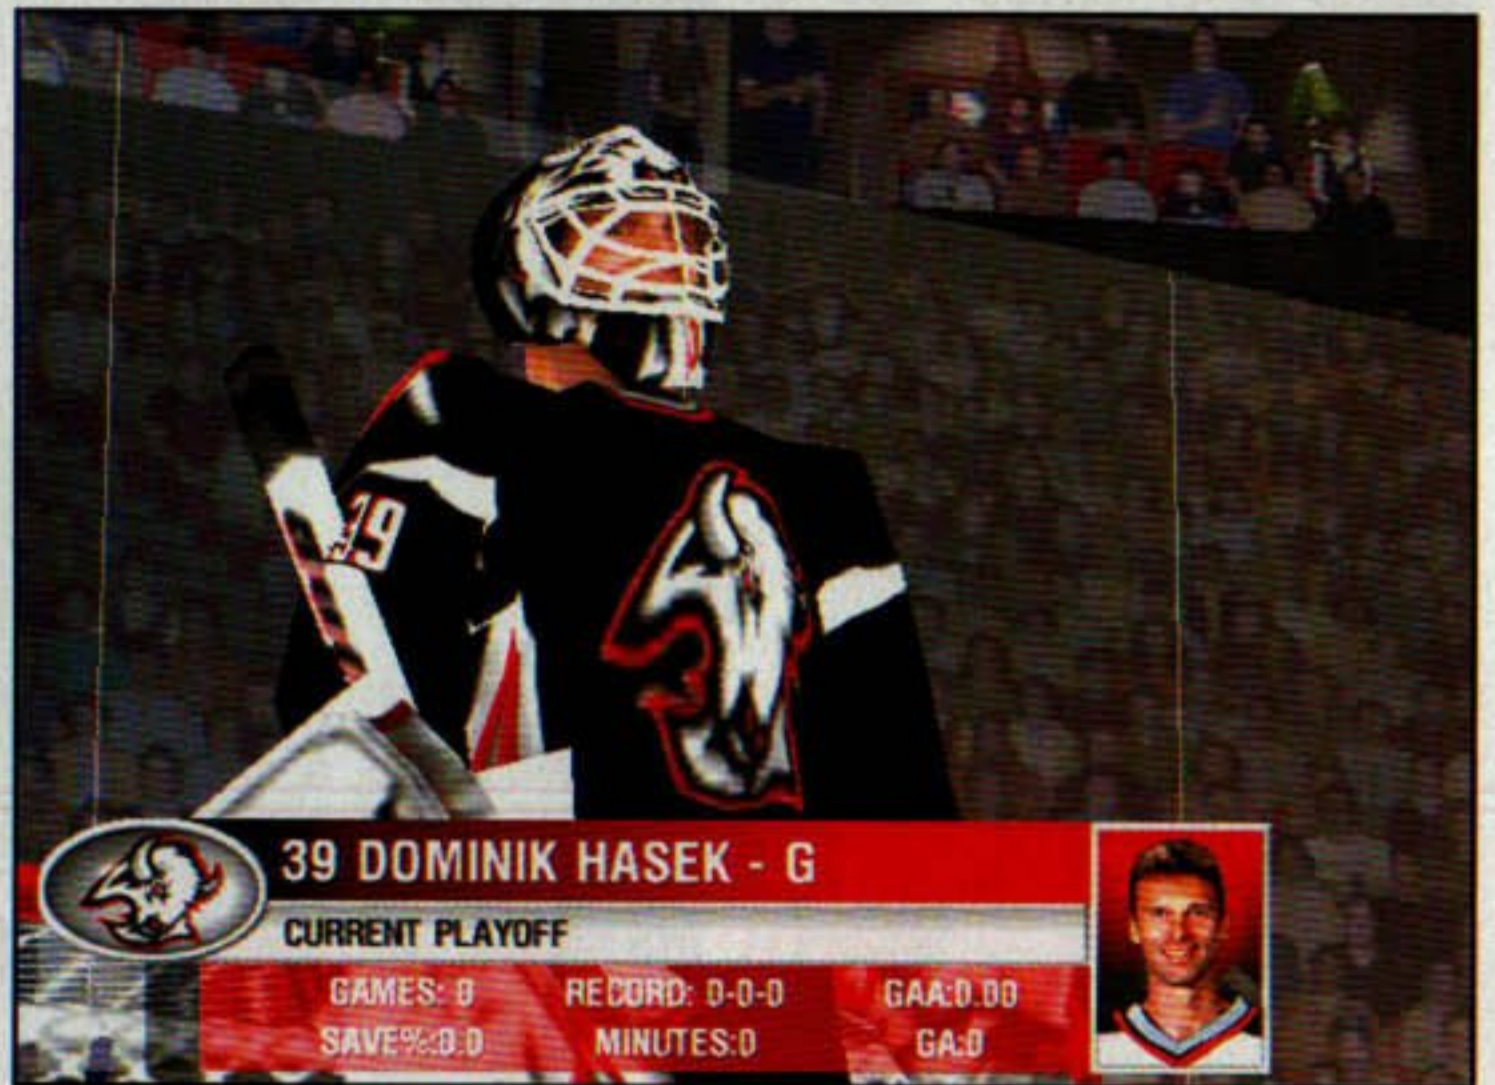 39
39 DOMINIK HASEK - G
CURRENT PLAYOFF
GAMES: 0 RECORD: 0-0-0 GAA:0.00
SAVE%:0.0 MINUTES:0 GA:0